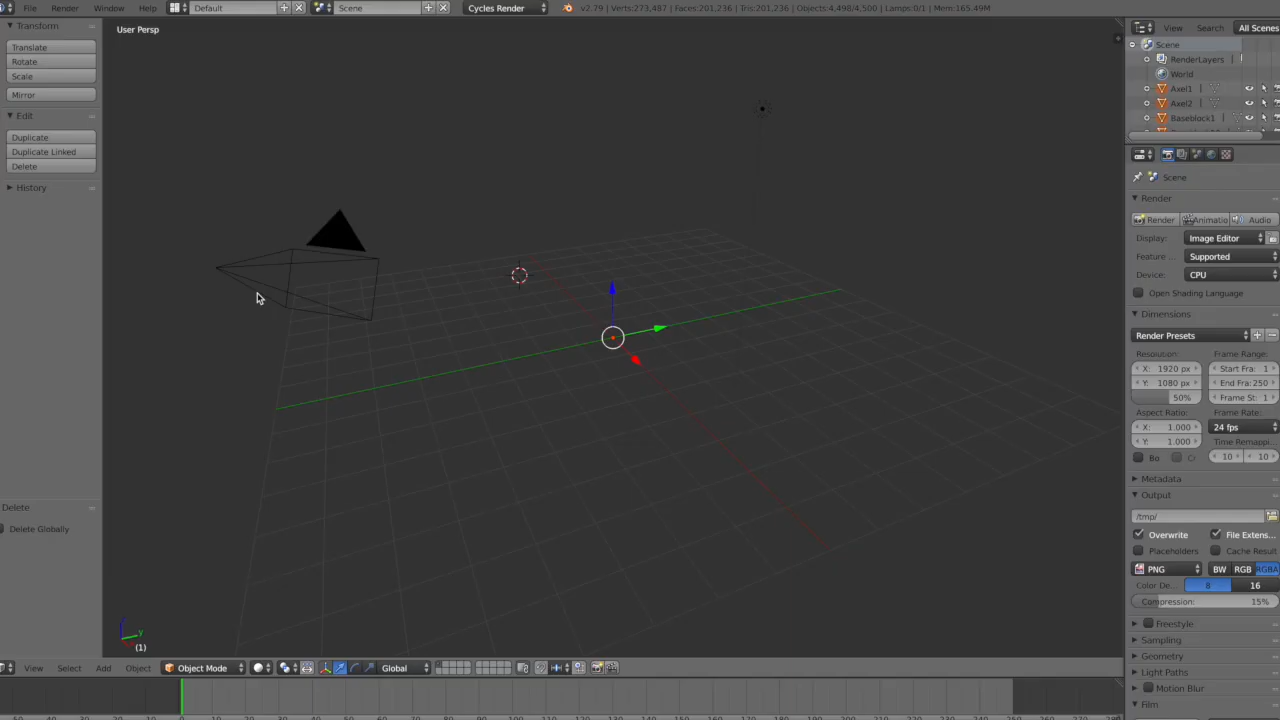 File Render Window Help Default Scene Cycles Render v2.79 | Verts:273,487 | Faces:201,236 | Tris:201,236 | Objects:4,498/4,500 | Lamps:0/1 | Mem:165.49M
Transform
Translate
Rotate
Scale
Mirror
Edit
Duplicate
Duplicate Linked
Delete
History
Delete
Delete Globally
User Persp
y
(1)
View Select Add Object Object Mode Global
View Search All Scenes
Scene
RenderLayers
World
Axel1
Axel2
Baseblock1
Scene
Render
Render Animatio Audio
Display: Image Editor
Feature ... Supported
Device: CPU
Open Shading Language
Dimensions
Render Presets
Resolution: Frame Range:
X: 1920 px Start Fra: 1
Y: 1080 px End Fra: 250
50% Frame St: 1
Aspect Ratio: Frame Rate:
X: 1.000 24 fps
Y: 1.000 Time Remappi...
Bo 10 10
Metadata
Output
/tmp/
Overwrite File Extens...
Placeholders Cache Result
PNG BW RGB RGBA
Color De... 8 16
Compression: 15%
Freestyle
Sampling
Geometry
Light Paths
Motion Blur
Film